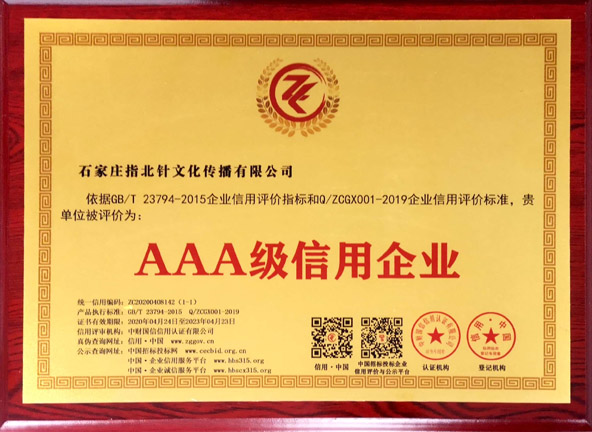 石家庄指北针文化传播有限公司
依据GB/T 23794-2015企业信用评价指标和Q/ZCGX001-2019企业信用评价标准，贵
单位被评价为：
AAA级信用企业
统一信用编码：ZC20200408142（1-1）
产品执行标准：GB/T 23794-2015 Q/ZCGX001-2019
证书有效期：2020年04月24日至2023年04月23日
信用评审机构：中财国信信用认证有限公司
真伪查询网址：信用·中国 www.zggov.cn
公示查询网址：中国招标投标网 www.cecbid.org.cn
中国·企业信用服务平台 www.hbs315.org
中国·企业诚信服务平台 www.hbscx315.org
信用·中国
中国招标投标企业
信用评价与公示平台
认证机构
登记机构
信用·中国